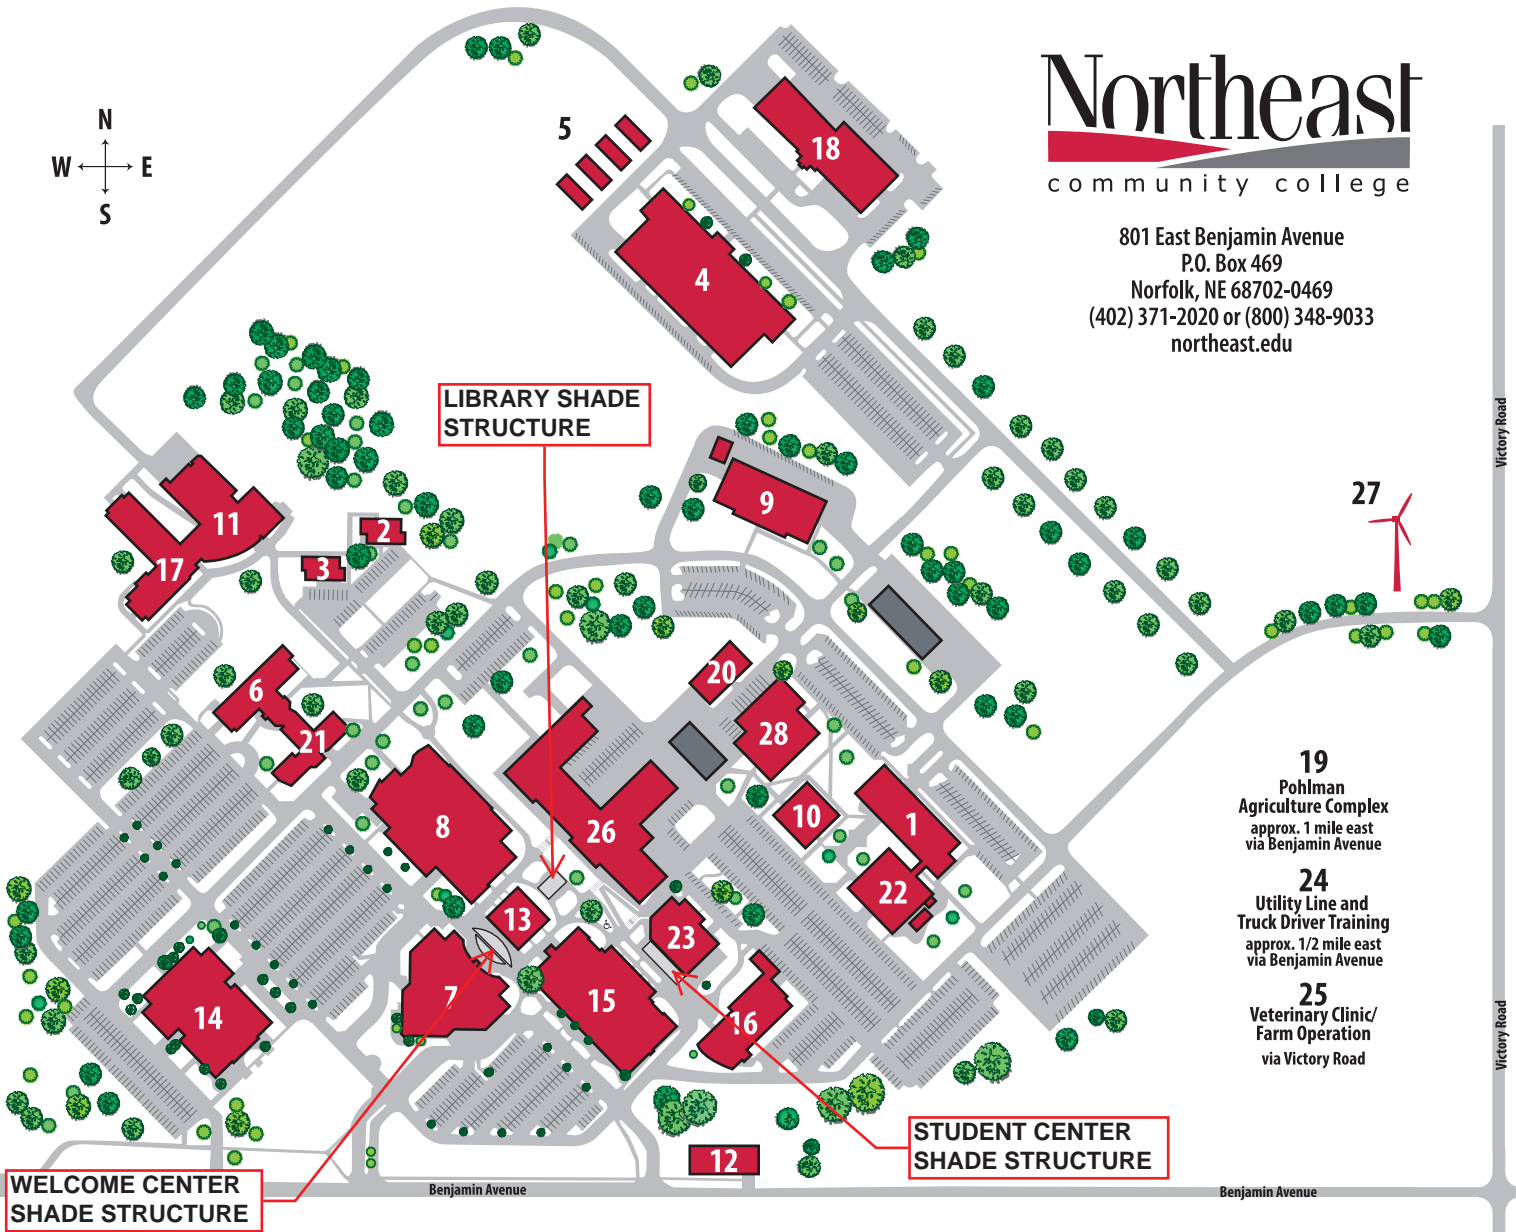 Northeast
community college
801 East Benjamin Avenue
P.O. Box 469
Norfolk, NE 68702-0469
(402) 371-2020 or (800) 348-9033
northeast.edu
N
W E
S
5
18
4
LIBRARY SHADE
STRUCTURE
Victory Road
9
27
11
2
3
17
20
6
21
28
19
Pohlman
Agriculture Complex
approx. 1 mile east
via Benjamin Avenue
8
26
10
1
24
Utility Line and
Truck Driver Training
approx. 1/2 mile east
via Benjamin Avenue
22
13
23
25
Veterinary Clinic/
Farm Operation
via Victory Road
7
15
14
16
Victory Road
STUDENT CENTER
SHADE STRUCTURE
12
WELCOME CENTER
SHADE STRUCTURE
Benjamin Avenue
Benjamin Avenue